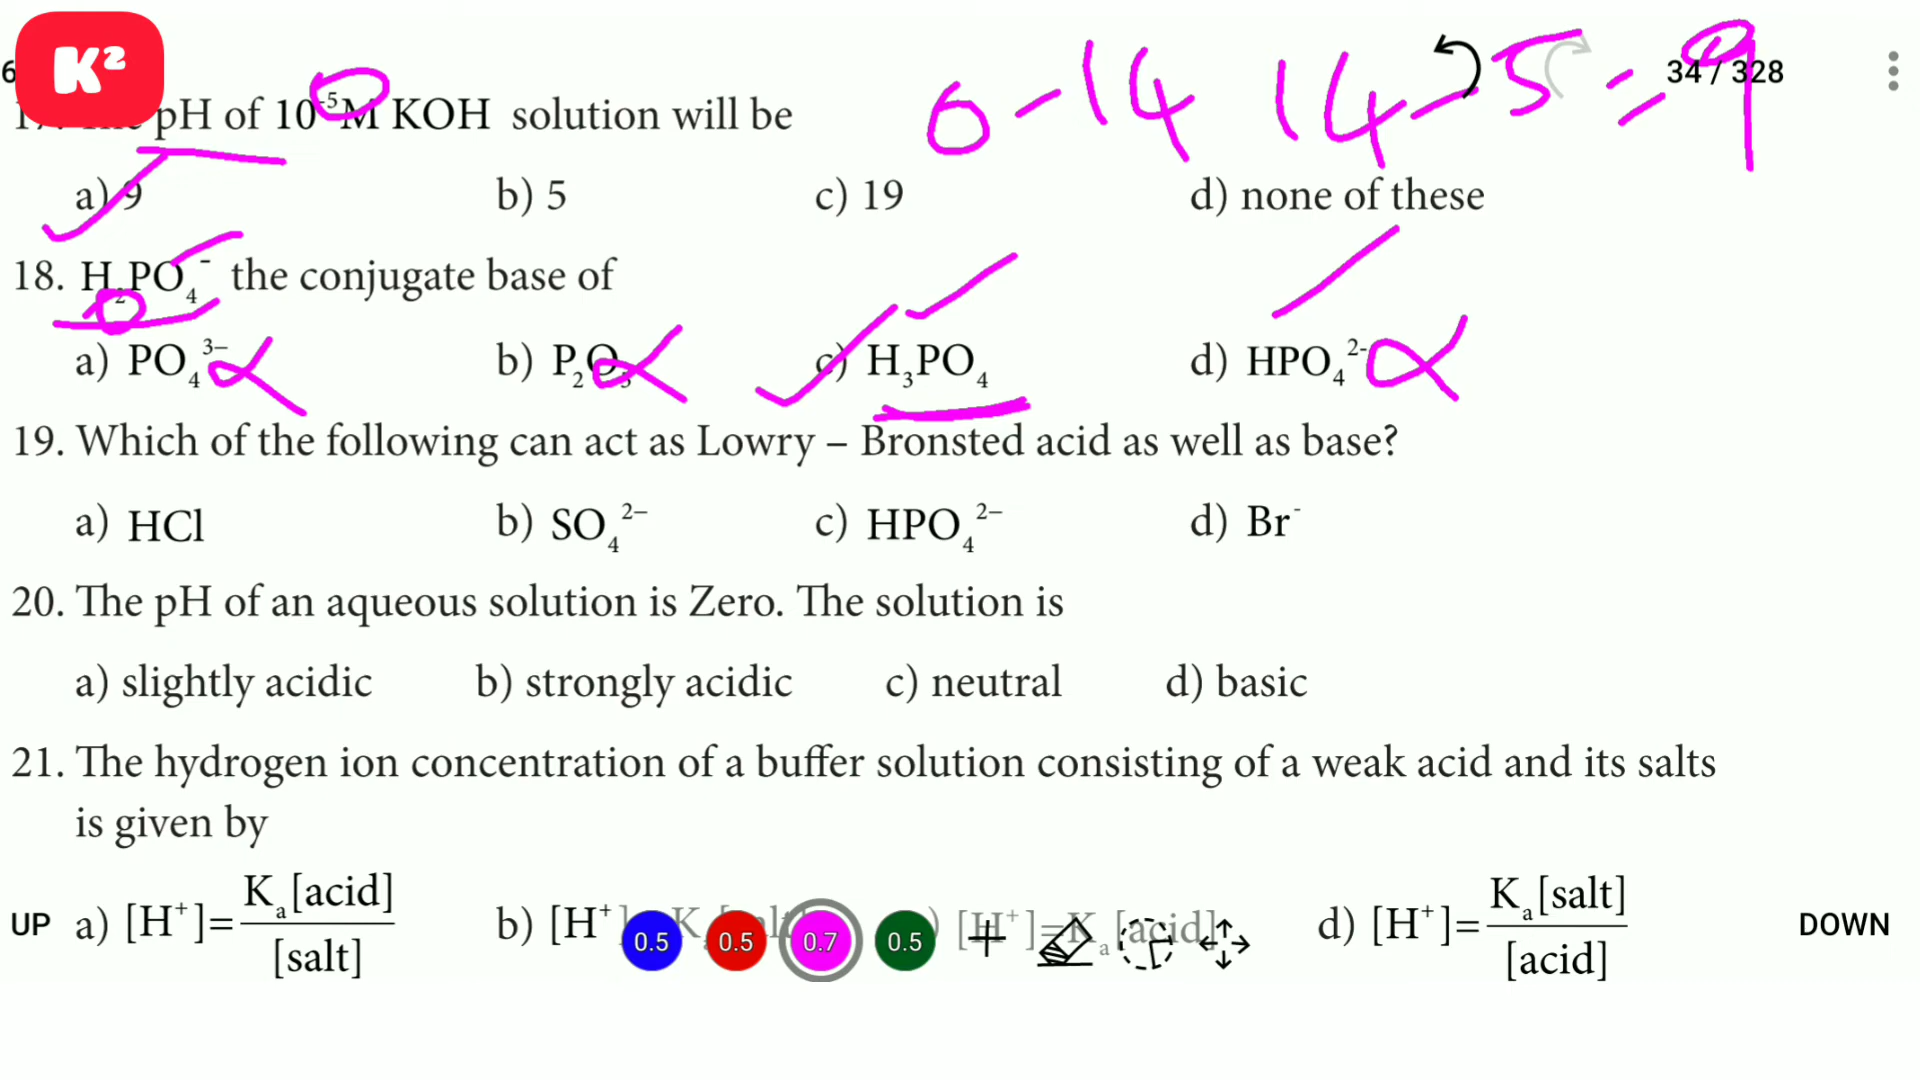 6 K² 0-14 14-5=9 34 / 328
pH of 10⁻⁵M KOH solution will be
a) 9 b) 5 c) 19 d) none of these
18. H₂PO₄⁻ the conjugate base of
a) PO₄³⁻ b) P₂O₅ c) H₃PO₄ d) HPO₄²⁻
19. Which of the following can act as Lowry – Bronsted acid as well as base?
a) HCl b) SO₄²⁻ c) HPO₄²⁻ d) Br⁻
20. The pH of an aqueous solution is Zero. The solution is
a) slightly acidic b) strongly acidic c) neutral d) basic
21. The hydrogen ion concentration of a buffer solution consisting of a weak acid and its salts
is given by
UP a) [H⁺]=Kₐ[acid]/[salt] b) [H⁺ 0.5 0.5 0.7 0.5 [H⁺]=Kₐ[acid] d) [H⁺]=Kₐ[salt]/[acid] DOWN